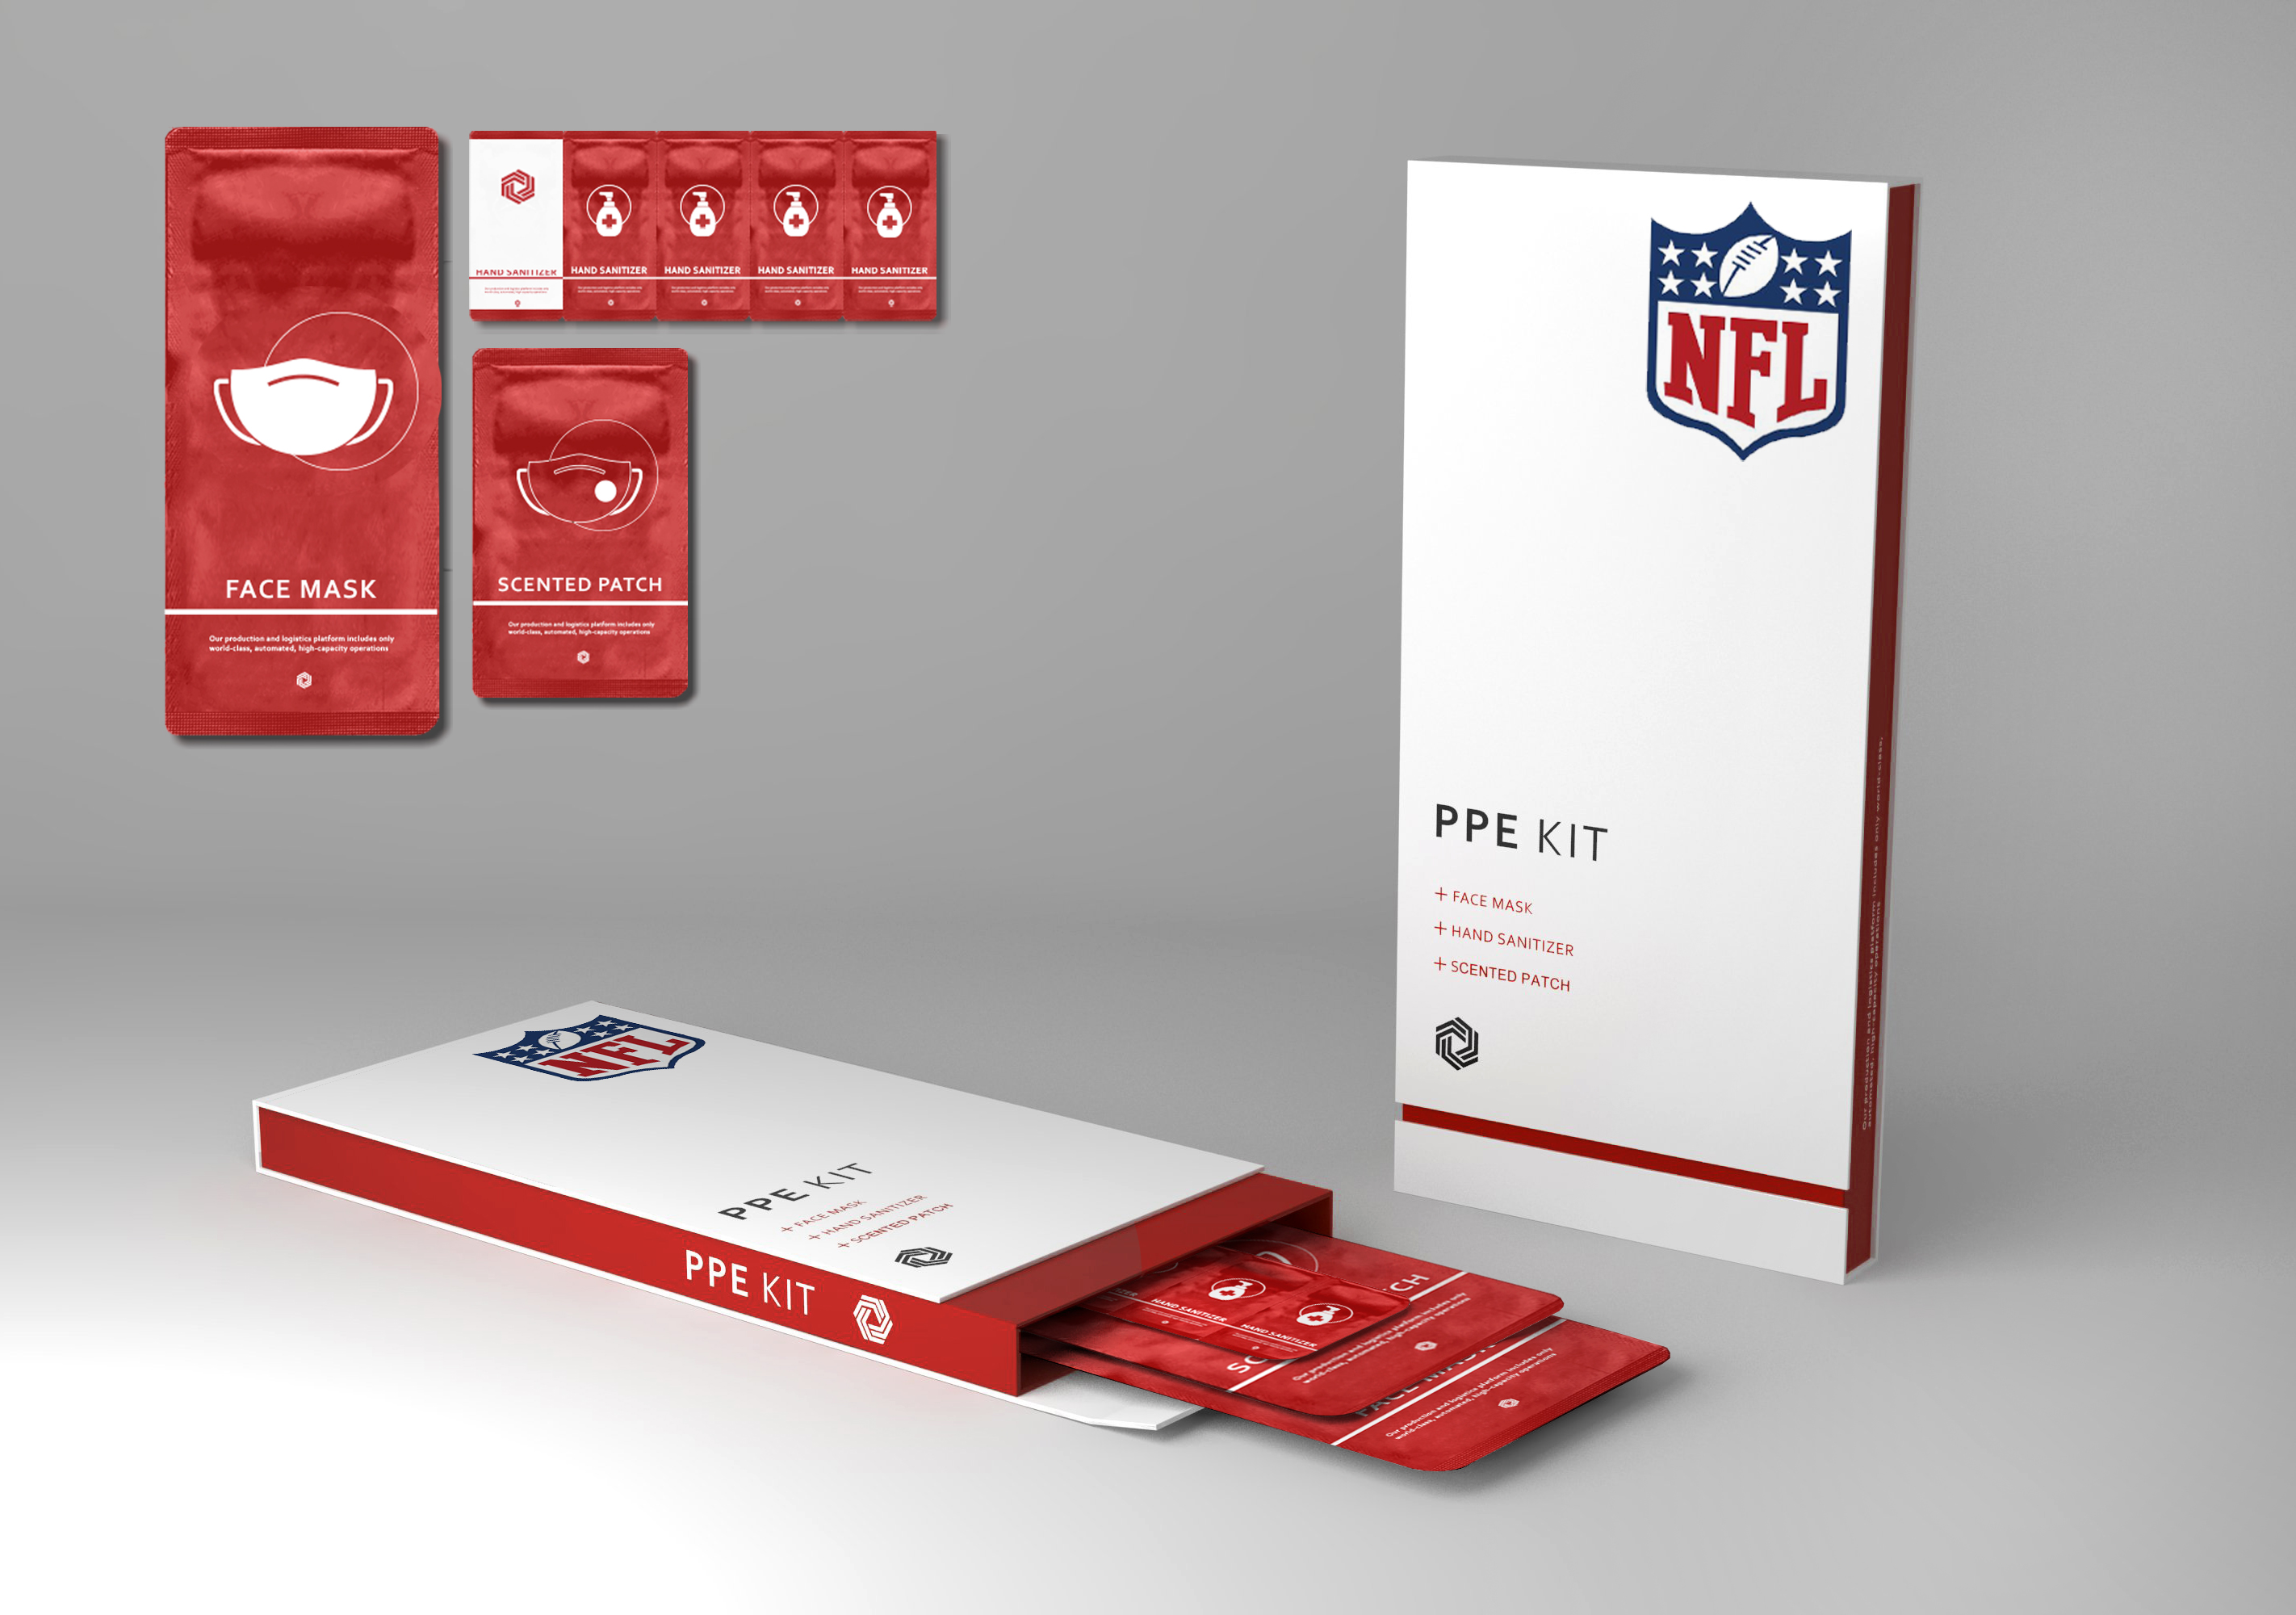 HAND SANITIZER
HAND SANITIZER
HAND SANITIZER
HAND SANITIZER
HAND SANITIZER
FACE MASK
Our production and logistics platform includes only
world-class, automated, high-capacity operations
SCENTED PATCH
Our production and logistics platform includes only
world-class, automated, high-capacity operations
NFL
PPE KIT
+ FACE MASK
+ HAND SANITIZER
+ SCENTED PATCH
Our production and logistics platform includes only world-class,
automated, high-capacity operations
NFL
PPE KIT
+ FACE MASK
+ HAND SANITIZER
+ SCENTED PATCH
PPE KIT
HAND SANITIZER
HAND SANITIZER
CH
Our production and logistics platform includes only
world-class, automated, high-capacity operations
FACE MASK
Our production and logistics platform includes only
world-class, automated, high-capacity operations